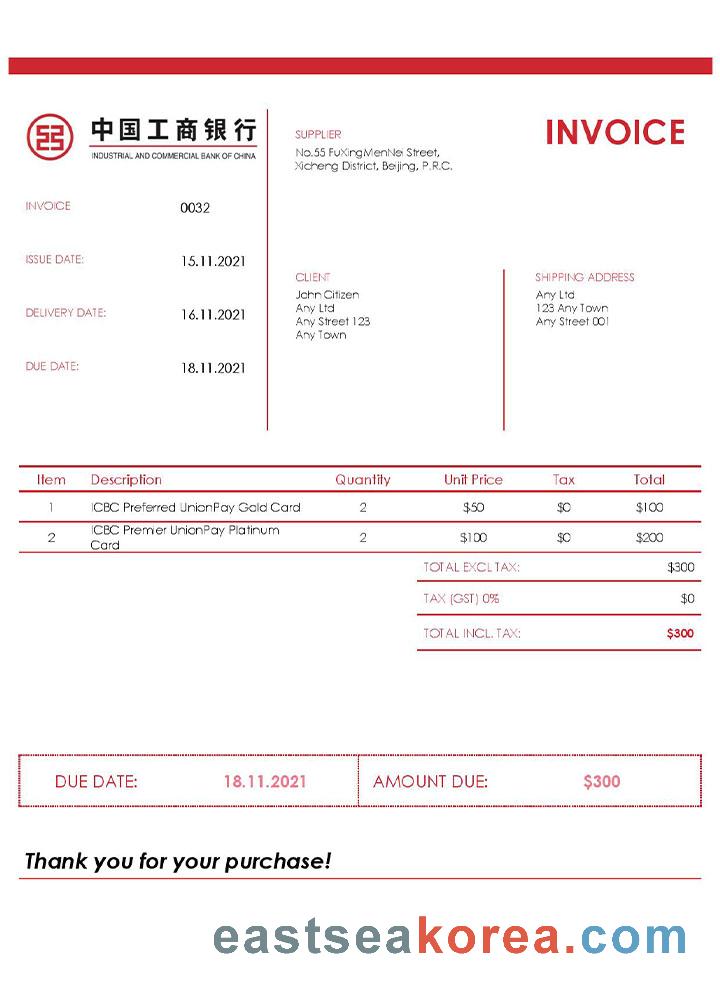 中国工商银行
INDUSTRIAL AND COMMERCIAL BANK OF CHINA
INVOICE 0032
ISSUE DATE: 15.11.2021
DELIVERY DATE: 16.11.2021
DUE DATE: 18.11.2021
SUPPLIER
No.55 FuXingMenNei Street,
Xicheng District, Beijing, P.R.C.
INVOICE
CLIENT
John Citizen
Any Ltd
Any Street 123
Any Town
SHIPPING ADDRESS
Any Ltd
123 Any Town
Any Street 001
Item Description Quantity Unit Price Tax Total
1 ICBC Preferred UnionPay Gold Card 2 $50 $0 $100
2 ICBC Premier UnionPay Platinum
Card 2 $100 $0 $200
TOTAL EXCL TAX: $300
TAX (GST) 0% $0
TOTAL INCL. TAX: $300
DUE DATE: 18.11.2021 AMOUNT DUE: $300
Thank you for your purchase!
eastseakorea.com